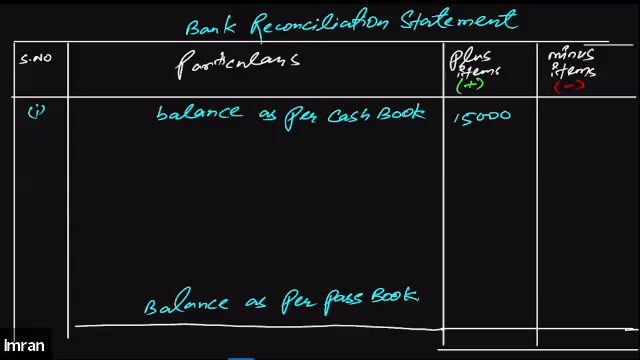 Bank Reconciliation Statement
S.NO Particulars Plus items (+) minus items (-)
(i) balance as per cash Book 15000
Balance as per pass Book
Imran